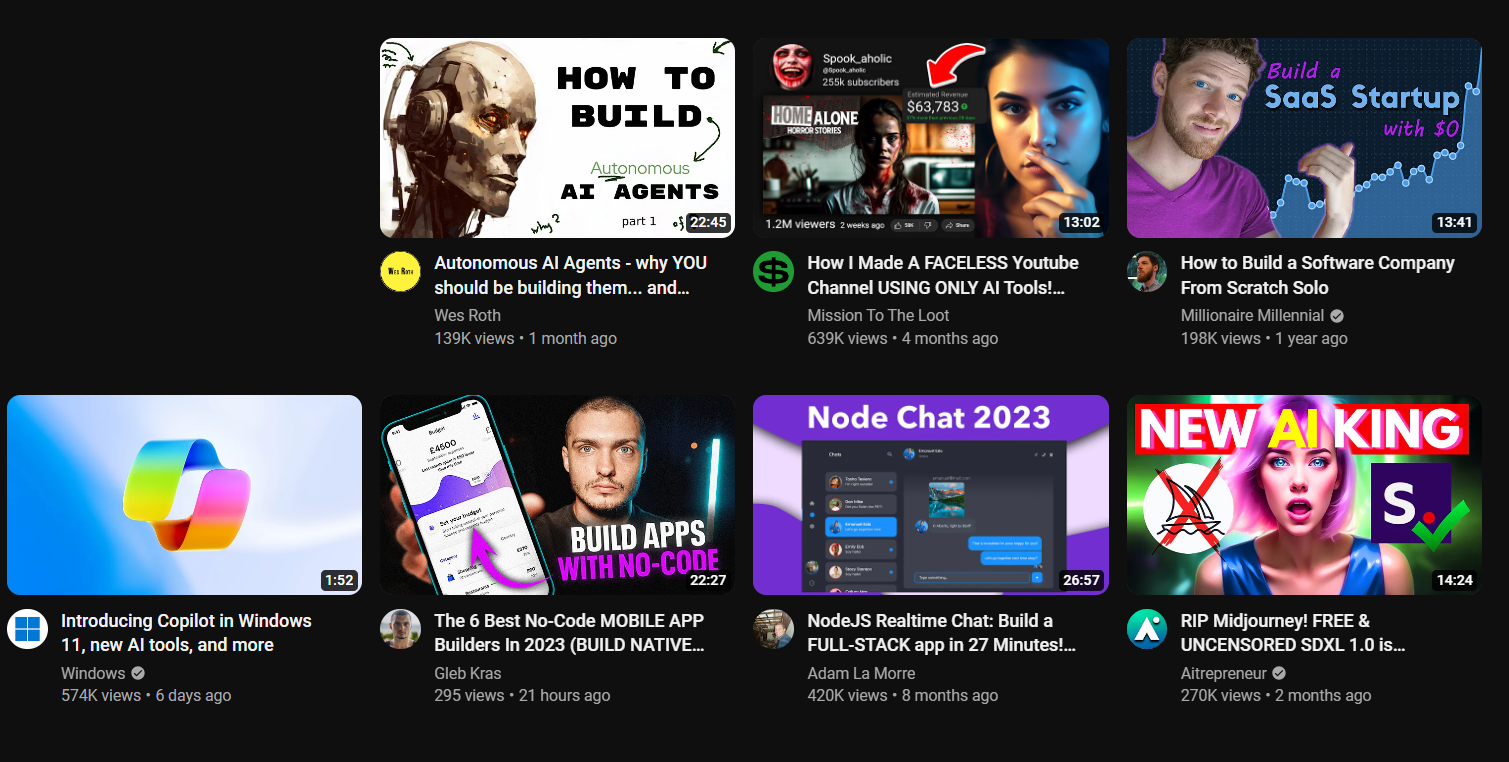 HOW TO
BUILD
Autonomous
AI AGENTS
part 1 of
why?
22:45
Wes Roth
Autonomous AI Agents - why YOU
should be building them... and…
Wes Roth
139K views • 1 month ago
Spook_aholic
@Spook_aholic
255k subscribers
Estimated Revenue
$63,783
HOME ALONE
HORROR STORIES
1.2M viewers 2 weeks ago 58K Share
13:02
$
How I Made A FACELESS Youtube
Channel USING ONLY AI Tools!…
Mission To The Loot
639K views • 4 months ago
Build a
SaaS Startup
with $0
13:41
How to Build a Software Company
From Scratch Solo
Millionaire Millennial
198K views • 1 year ago
1:52
Introducing Copilot in Windows
11, new AI tools, and more
Windows
574K views • 6 days ago
9:41
Budget
£4500
Set your budget
BUILD APPS
WITH NO-CODE
22:27
The 6 Best No-Code MOBILE APP
Builders In 2023 (BUILD NATIVE…
Gleb Kras
295 views • 21 hours ago
Node Chat 2023
Chats
Type something...
26:57
NodeJS Realtime Chat: Build a
FULL-STACK app in 27 Minutes!…
Adam La Morre
420K views • 8 months ago
NEW AI KING
S.
14:24
RIP Midjourney! FREE &
UNCENSORED SDXL 1.0 is…
Aitrepreneur
270K views • 2 months ago